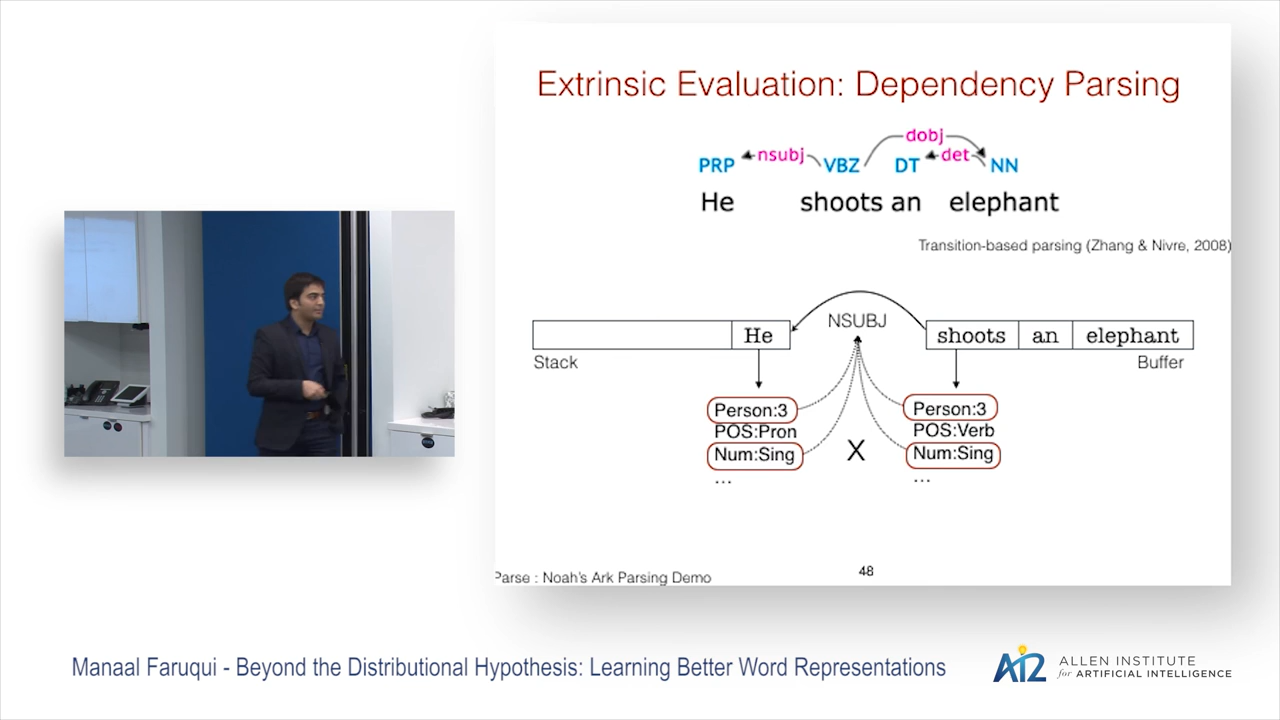 Extrinsic Evaluation: Dependency Parsing
dobj
PRP nsubj VBZ DT det NN
He shoots an elephant
Transition-based parsing (Zhang & Nivre, 2008)
He NSUBJ shoots an elephant
Stack Buffer
Person:3 Person:3
POS:Pron POS:Verb
Num:Sing X Num:Sing
... ...
48
Parse : Noah's Ark Parsing Demo
Manaal Faruqui - Beyond the Distributional Hypothesis: Learning Better Word Representations
AI2 ALLEN INSTITUTE
for ARTIFICIAL INTELLIGENCE